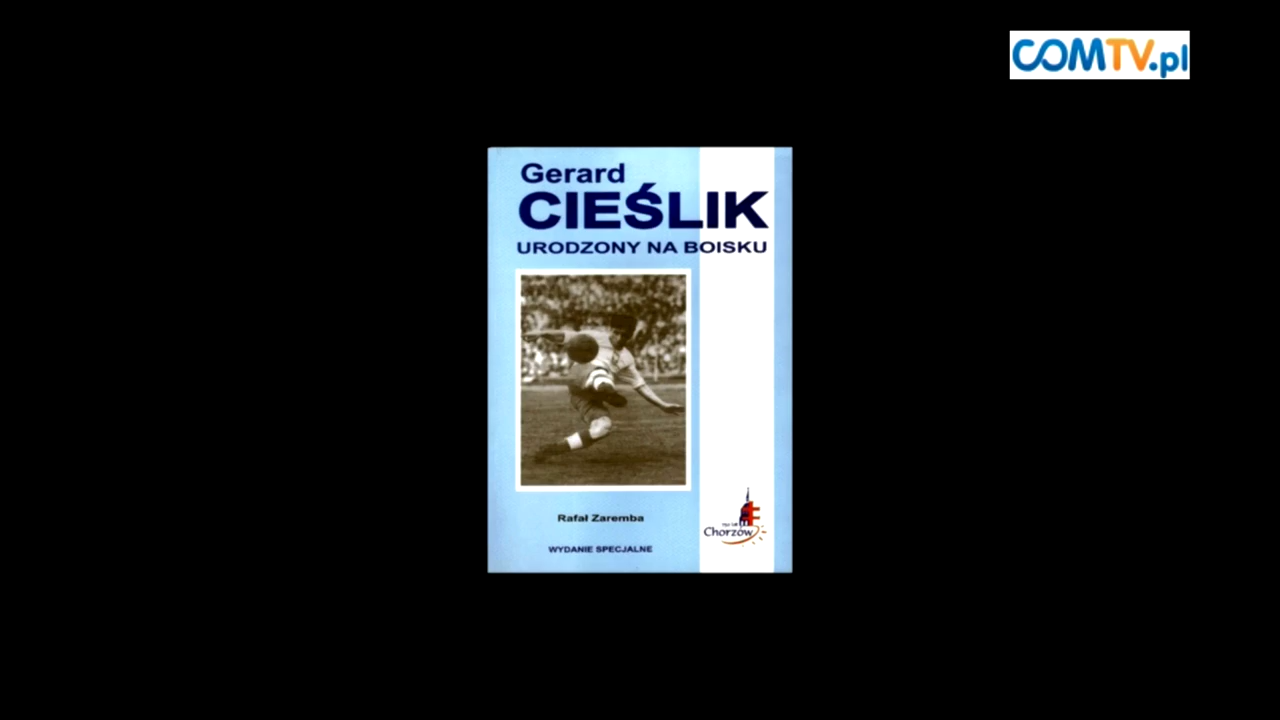 COMTV.pl
Gerard
CIEŚLIK
URODZONY NA BOISKU
Chorzów
Rafał Zaremba
WYDANIE SPECJALNE